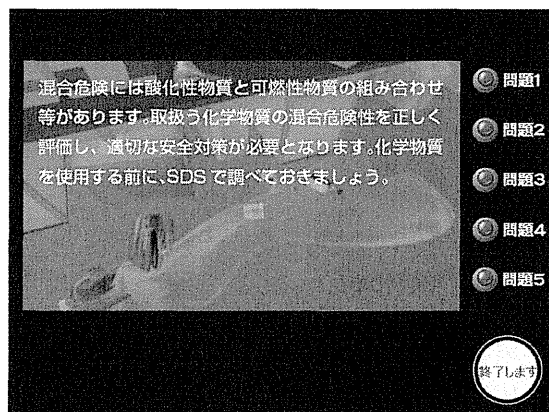 混合危険には酸化性物質と可燃性物質の組み合わせ
等があります。取扱う化学物質の混合危険性を正しく
評価し、適切な安全対策が必要となります。化学物質
を使用する前に、SDSで調べておきましょう。
問題1
問題2
問題3
問題4
問題5
終了します